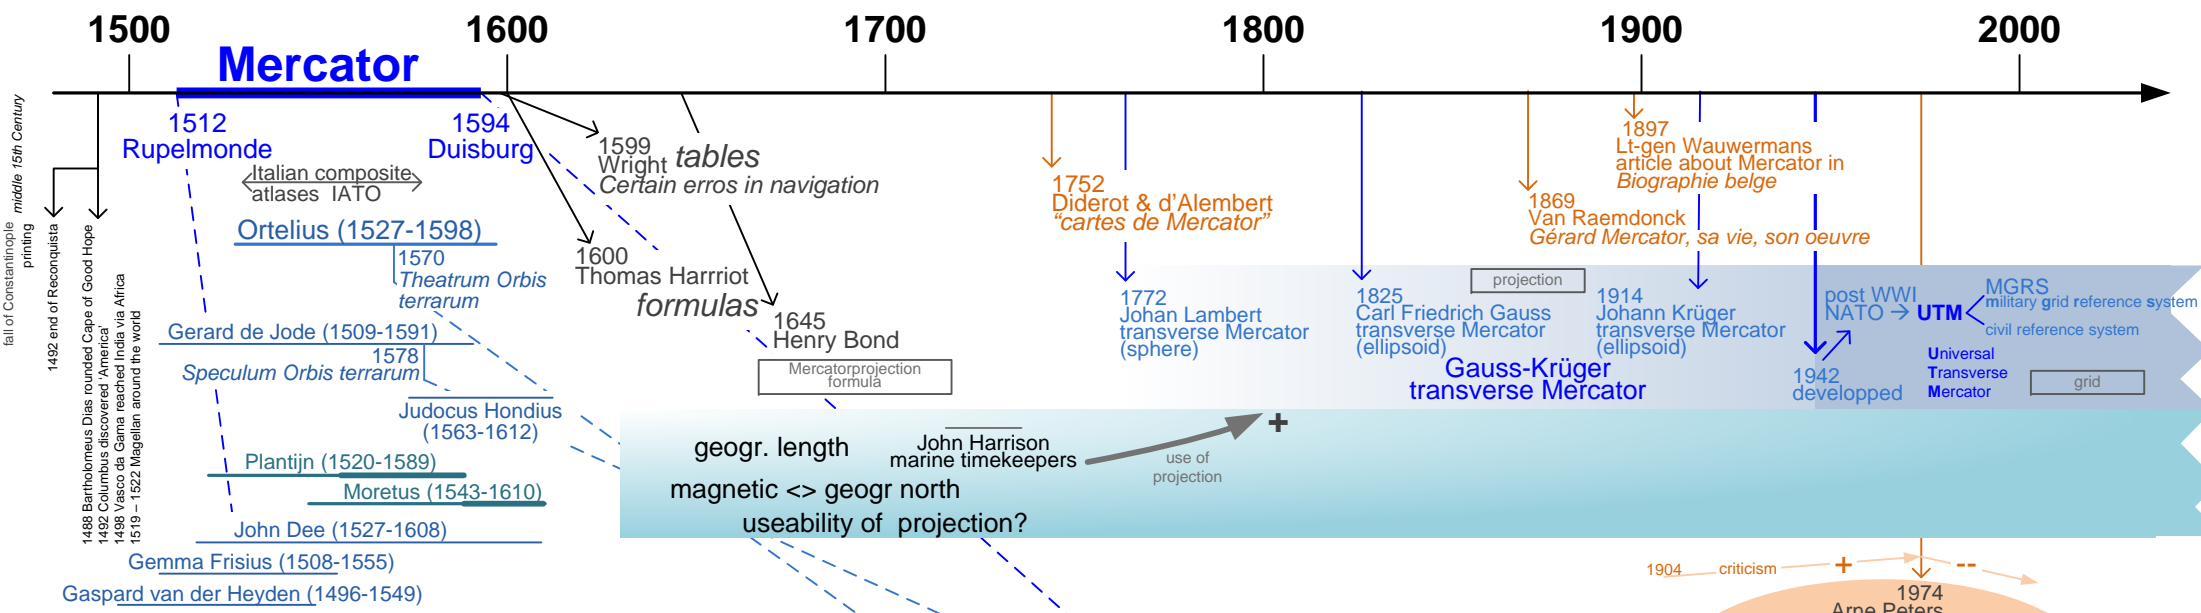 1500
1600
1700
1800
1900
2000
Mercator
1512
Rupelmonde
1594
Duisburg
fall of Constantinople
middle 15th Century
printing
1492 end of Reconquista
1488 Bartholomeus Dias rounded Cape of Good Hope
1492 Columbus discovered 'America'
1498 Vasco da Gama reached India via Africa
1519 – 1522 Magellan around the world
Italian composite
atlases IATO
Ortelius (1527-1598)
1570
Theatrum Orbis
terrarum
Gerard de Jode (1509-1591)
1578
Speculum Orbis terrarum
Judocus Hondius
(1563-1612)
Plantijn (1520-1589)
Moretus (1543-1610)
John Dee (1527-1608)
Gemma Frisius (1508-1555)
Gaspard van der Heyden (1496-1549)
1599
Wright tables
Certain erros in navigation
1600
Thomas Harrriot
formulas
1645
Henry Bond
Mercatorprojection
formula
geogr. length
John Harrison
marine timekeepers
magnetic <> geogr north
useability of projection?
use of
projection
+
1752
Diderot & d'Alembert
“cartes de Mercator”
1772
Johan Lambert
transverse Mercator
(sphere)
1825
Carl Friedrich Gauss
transverse Mercator
(ellipsoid)
projection
1869
Van Raemdonck
Gérard Mercator, sa vie, son oeuvre
1897
Lt-gen Wauwermans
article about Mercator in
Biographie belge
1914
Johann Krüger
transverse Mercator
(ellipsoid)
Gauss-Krüger
transverse Mercator
1942
developped
post WWI
NATO → UTM
MGRS
military grid reference system
civil reference system
Universal
Transverse
Mercator
grid
1904 criticism + --
1974
Arne Peters